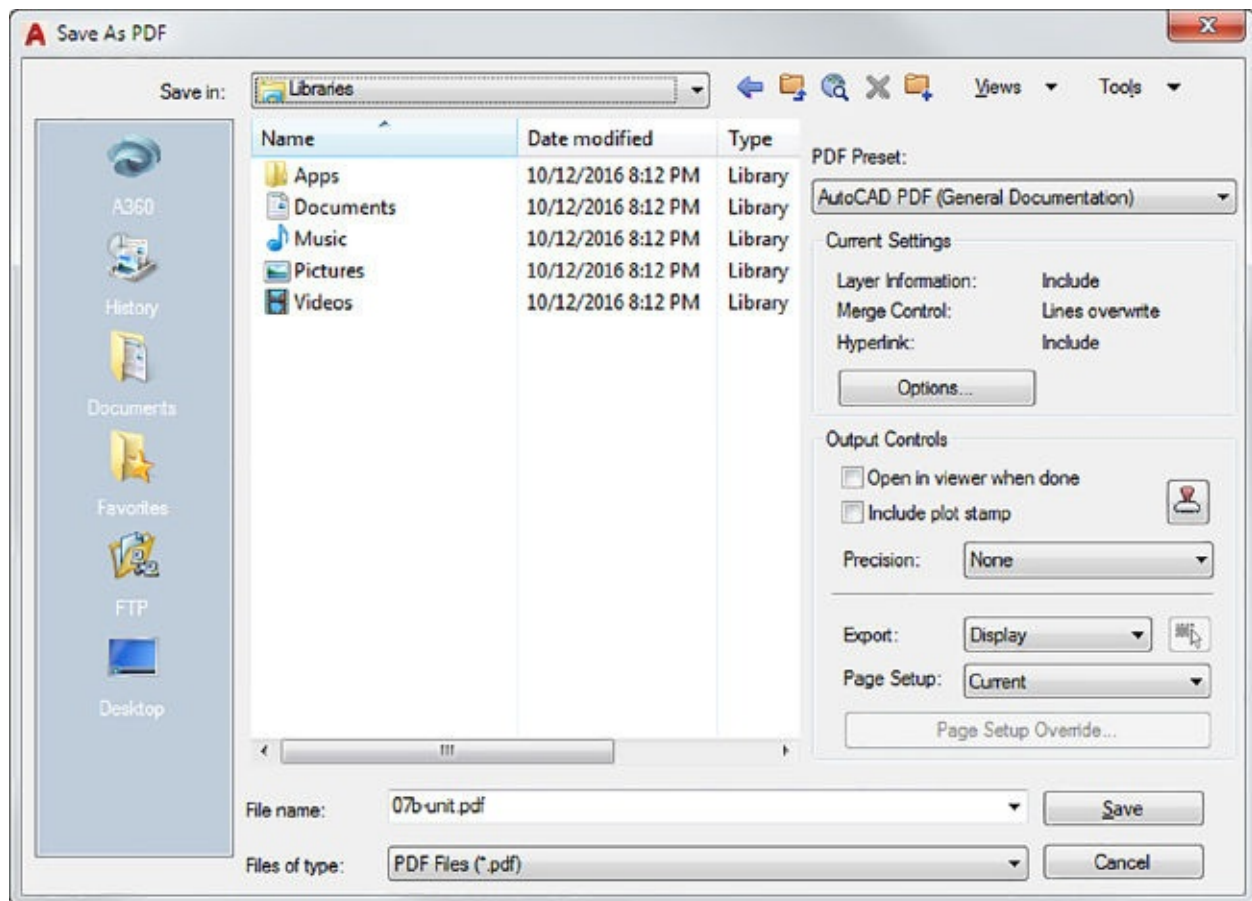 Save As PDF
Save in:
Libraries
Views
Tools
A360
History
Documents
Favorites
FTP
Desktop
Name Date modified Type
Apps 10/12/2016 8:12 PM Library
Documents 10/12/2016 8:12 PM Library
Music 10/12/2016 8:12 PM Library
Pictures 10/12/2016 8:12 PM Library
Videos 10/12/2016 8:12 PM Library
PDF Preset:
AutoCAD PDF (General Documentation)
Current Settings
Layer Information: Include
Merge Control: Lines overwrite
Hyperlink: Include
Options...
Output Controls
Open in viewer when done
Include plot stamp
Precision: None
Export: Display
Page Setup: Current
Page Setup Override...
File name: 07b-unit.pdf
Save
Files of type: PDF Files (*.pdf)
Cancel